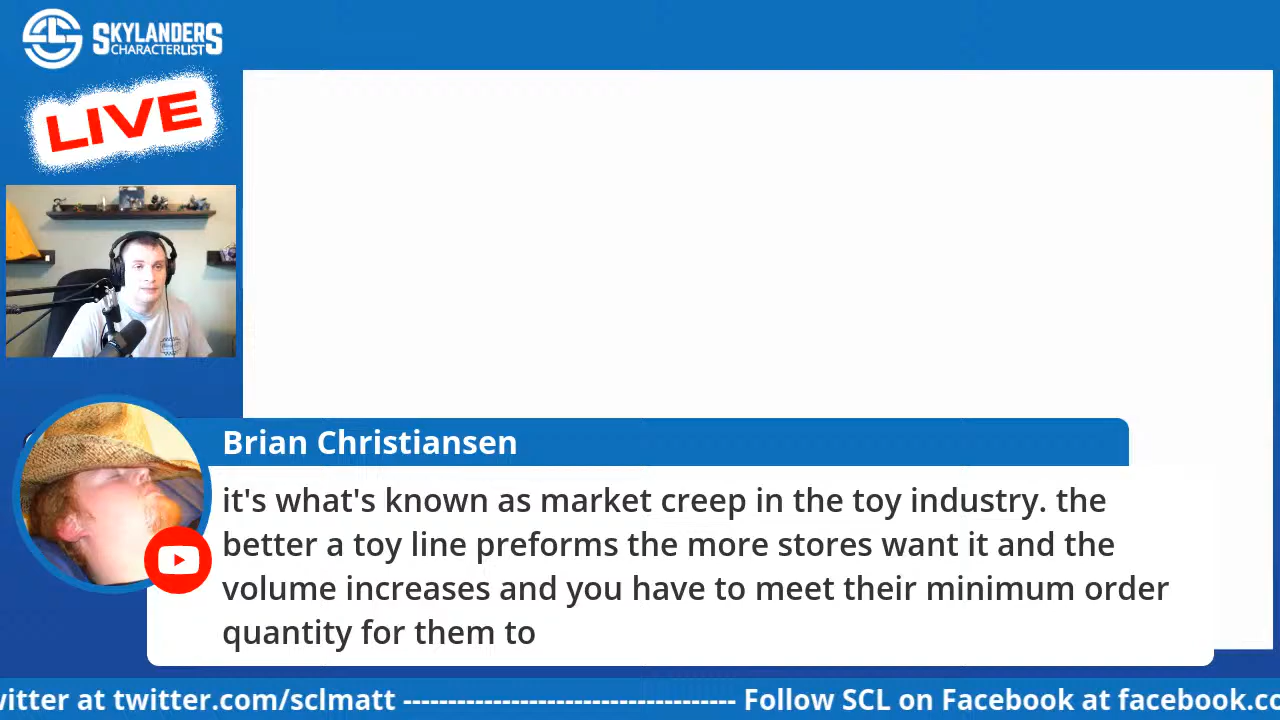 SKYLANDERS
CHARACTERLIST
LIVE
Brian Christiansen
it's what's known as market creep in the toy industry. the
better a toy line preforms the more stores want it and the
volume increases and you have to meet their minimum order
quantity for them to
witter at twitter.com/sclmatt ------------------------------------- Follow SCL on Facebook at facebook.co